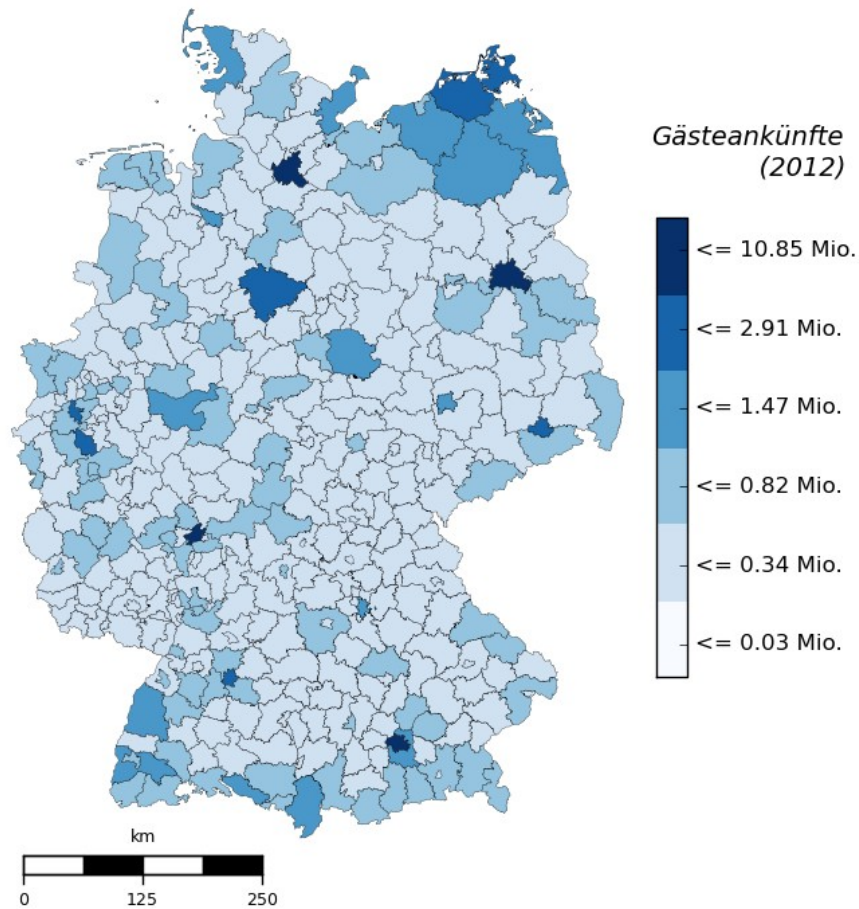 Gästeankünfte
(2012)
<= 10.85 Mio.
<= 2.91 Mio.
<= 1.47 Mio.
<= 0.82 Mio.
<= 0.34 Mio.
<= 0.03 Mio.
km
0 125 250